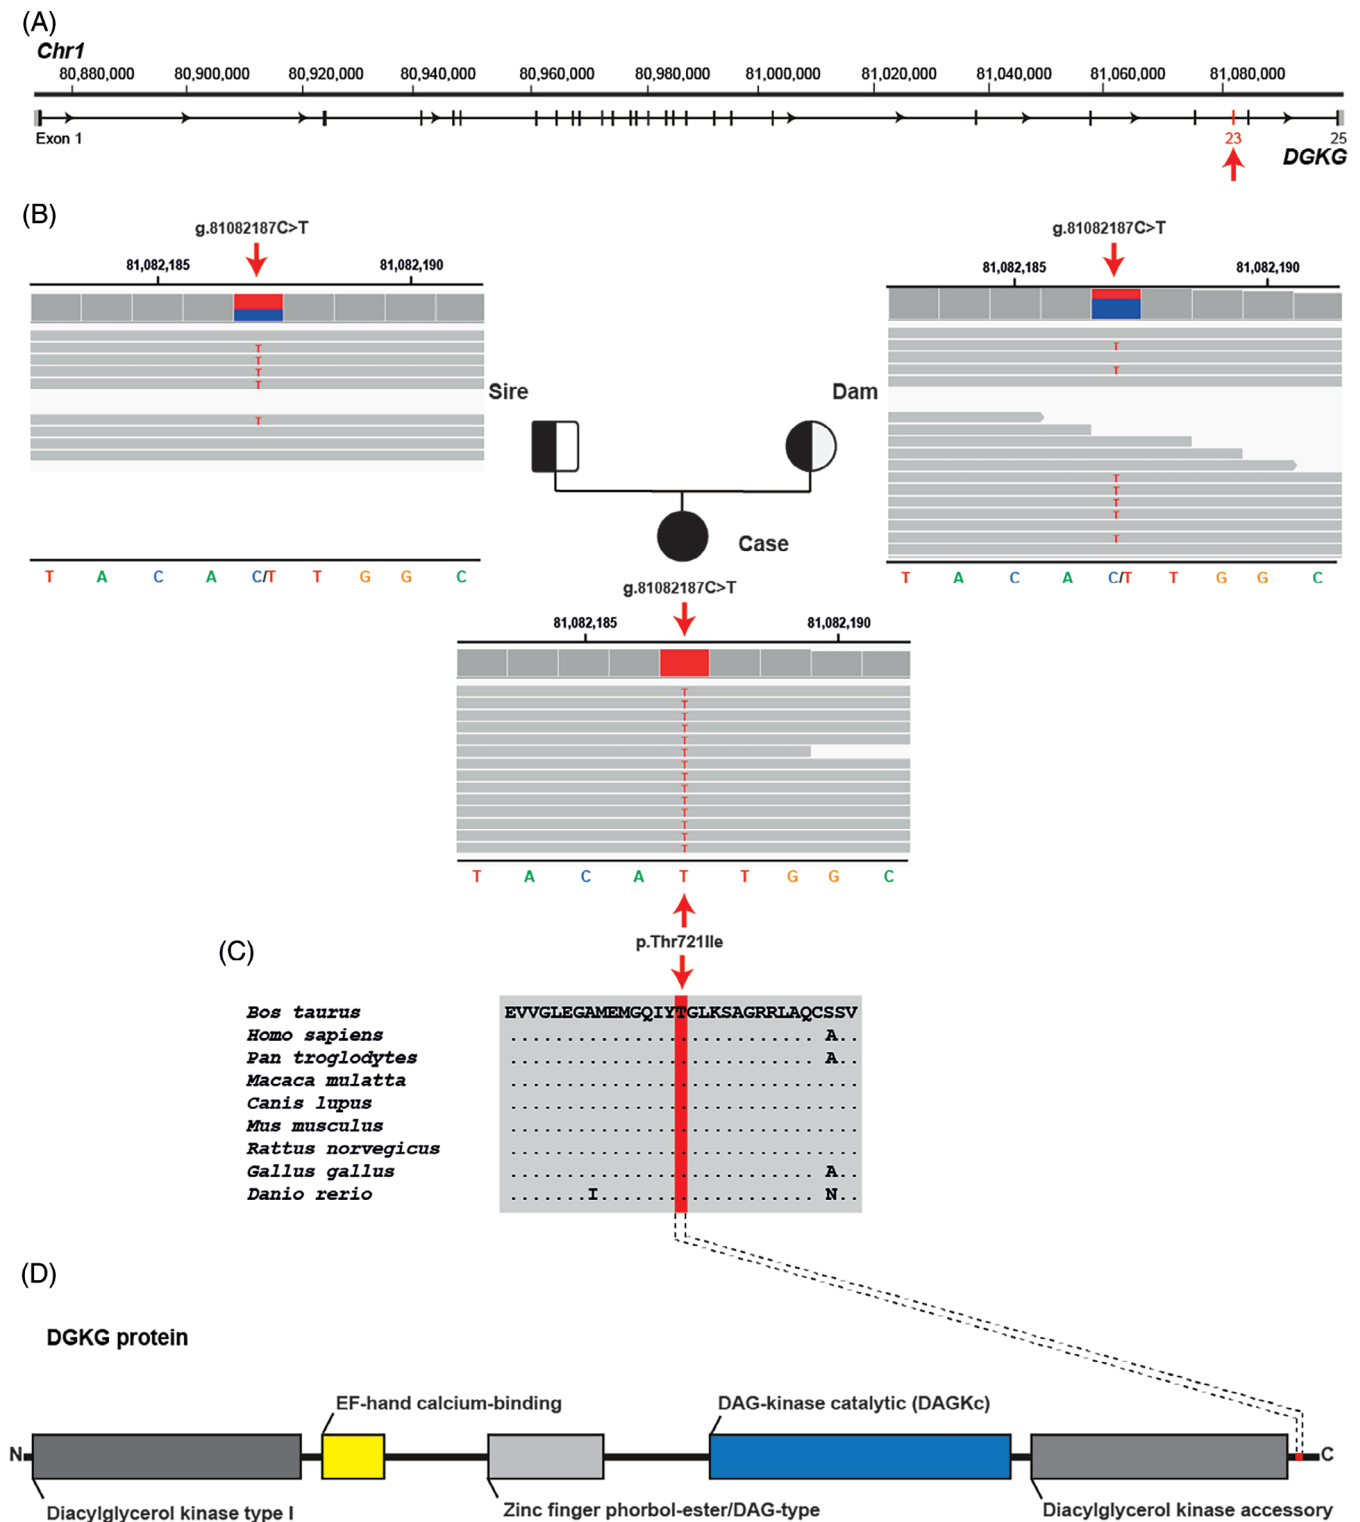 (A)
Chr1
80,880,000 80,900,000 80,920,000 80,940,000 80,960,000 80,980,000 81,000,000 81,020,000 81,040,000 81,060,000 81,080,000
Exon 1 23 25
DGKG
(B)
g.81082187C>T g.81082187C>T
81,082,185 81,082,190 81,082,185 81,082,190
T T
T
T T
T
Sire Dam
T
T
T
T
T
T
Case
T A C A C/T T G G C T A C A C/T T G G C
g.81082187C>T
81,082,185 81,082,190
T
T
T
T
T
T
T
T
T
T
T
T
T
T
T A C A T T G G C
p.Thr721Ile
(C)
Bos taurus EVVGLEGAMEMGQIYTGLKSAGRRLAQCSSV
Homo sapiens ............................A..
Pan troglodytes ............................A..
Macaca mulatta ...............................
Canis lupus ...............................
Mus musculus ...............................
Rattus norvegicus ...............................
Gallus gallus ............................A..
Danio rerio .......I....................N..
(D)
DGKG protein
EF-hand calcium-binding DAG-kinase catalytic (DAGKc)
N C
Diacylglycerol kinase type I Zinc finger phorbol-ester/DAG-type Diacylglycerol kinase accessory